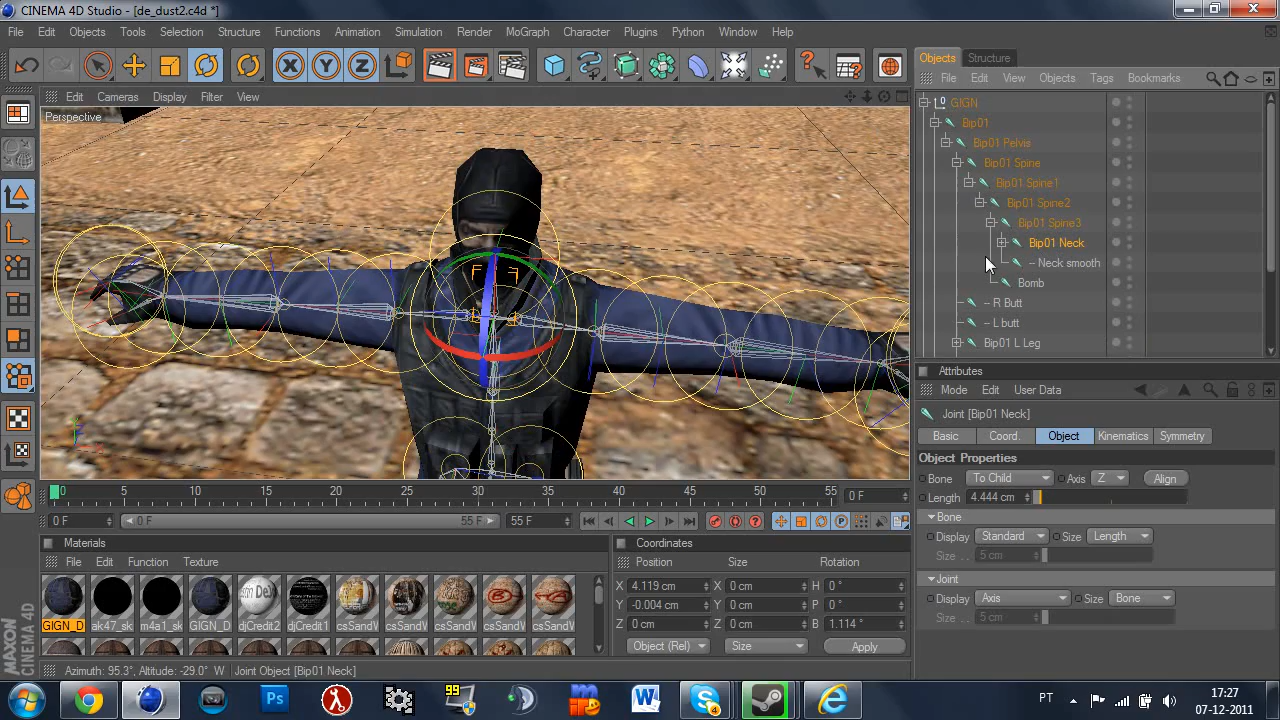 CINEMA 4D Studio - [de_dust2.c4d *]
File Edit Objects Tools Selection Structure Functions Animation Simulation Render MoGraph Character Plugins Python Window Help
Objects Structure
File Edit View Objects Tags Bookmarks
Edit Cameras Display Filter View
Perspective
GIGN
Bip01
Bip01 Pelvis
Bip01 Spine
Bip01 Spine1
Bip01 Spine2
Bip01 Spine3
Bip01 Neck
-- Neck smooth
Bomb
-- R Butt
-- L butt
Bip01 L Leg
Attributes
Mode Edit User Data
Joint [Bip01 Neck]
Basic Coord. Object Kinematics Symmetry
Object Properties
Bone To Child Axis Z Align
Length 4.444 cm
Bone
Display Standard Size Length
Size .. 5 cm
Joint
Display Axis Size Bone
Size .. 5 cm
0 5 10 15 20 25 30 35 40 45 50 55 0 F
0 F 0 F 55 F 55 F
Materials
File Edit Function Texture
GIGN_D ak47_sk m4a1_sk GIGN_D djCredit2 djCredit1 csSandW csSandW csSandW csSandW csSandW
Coordinates
Position Size Rotation
X 4.119 cm X 0 cm H 0 °
Y -0.004 cm Y 0 cm P 0 °
Z 0 cm Z 0 cm B 1.114 °
Object (Rel) Size Apply
MAXON
CINEMA 4D
Azimuth: 95.3°, Altitude: -29.0° W Joint Object [Bip01 Neck]
99
4
PT
17:27
07-12-2011